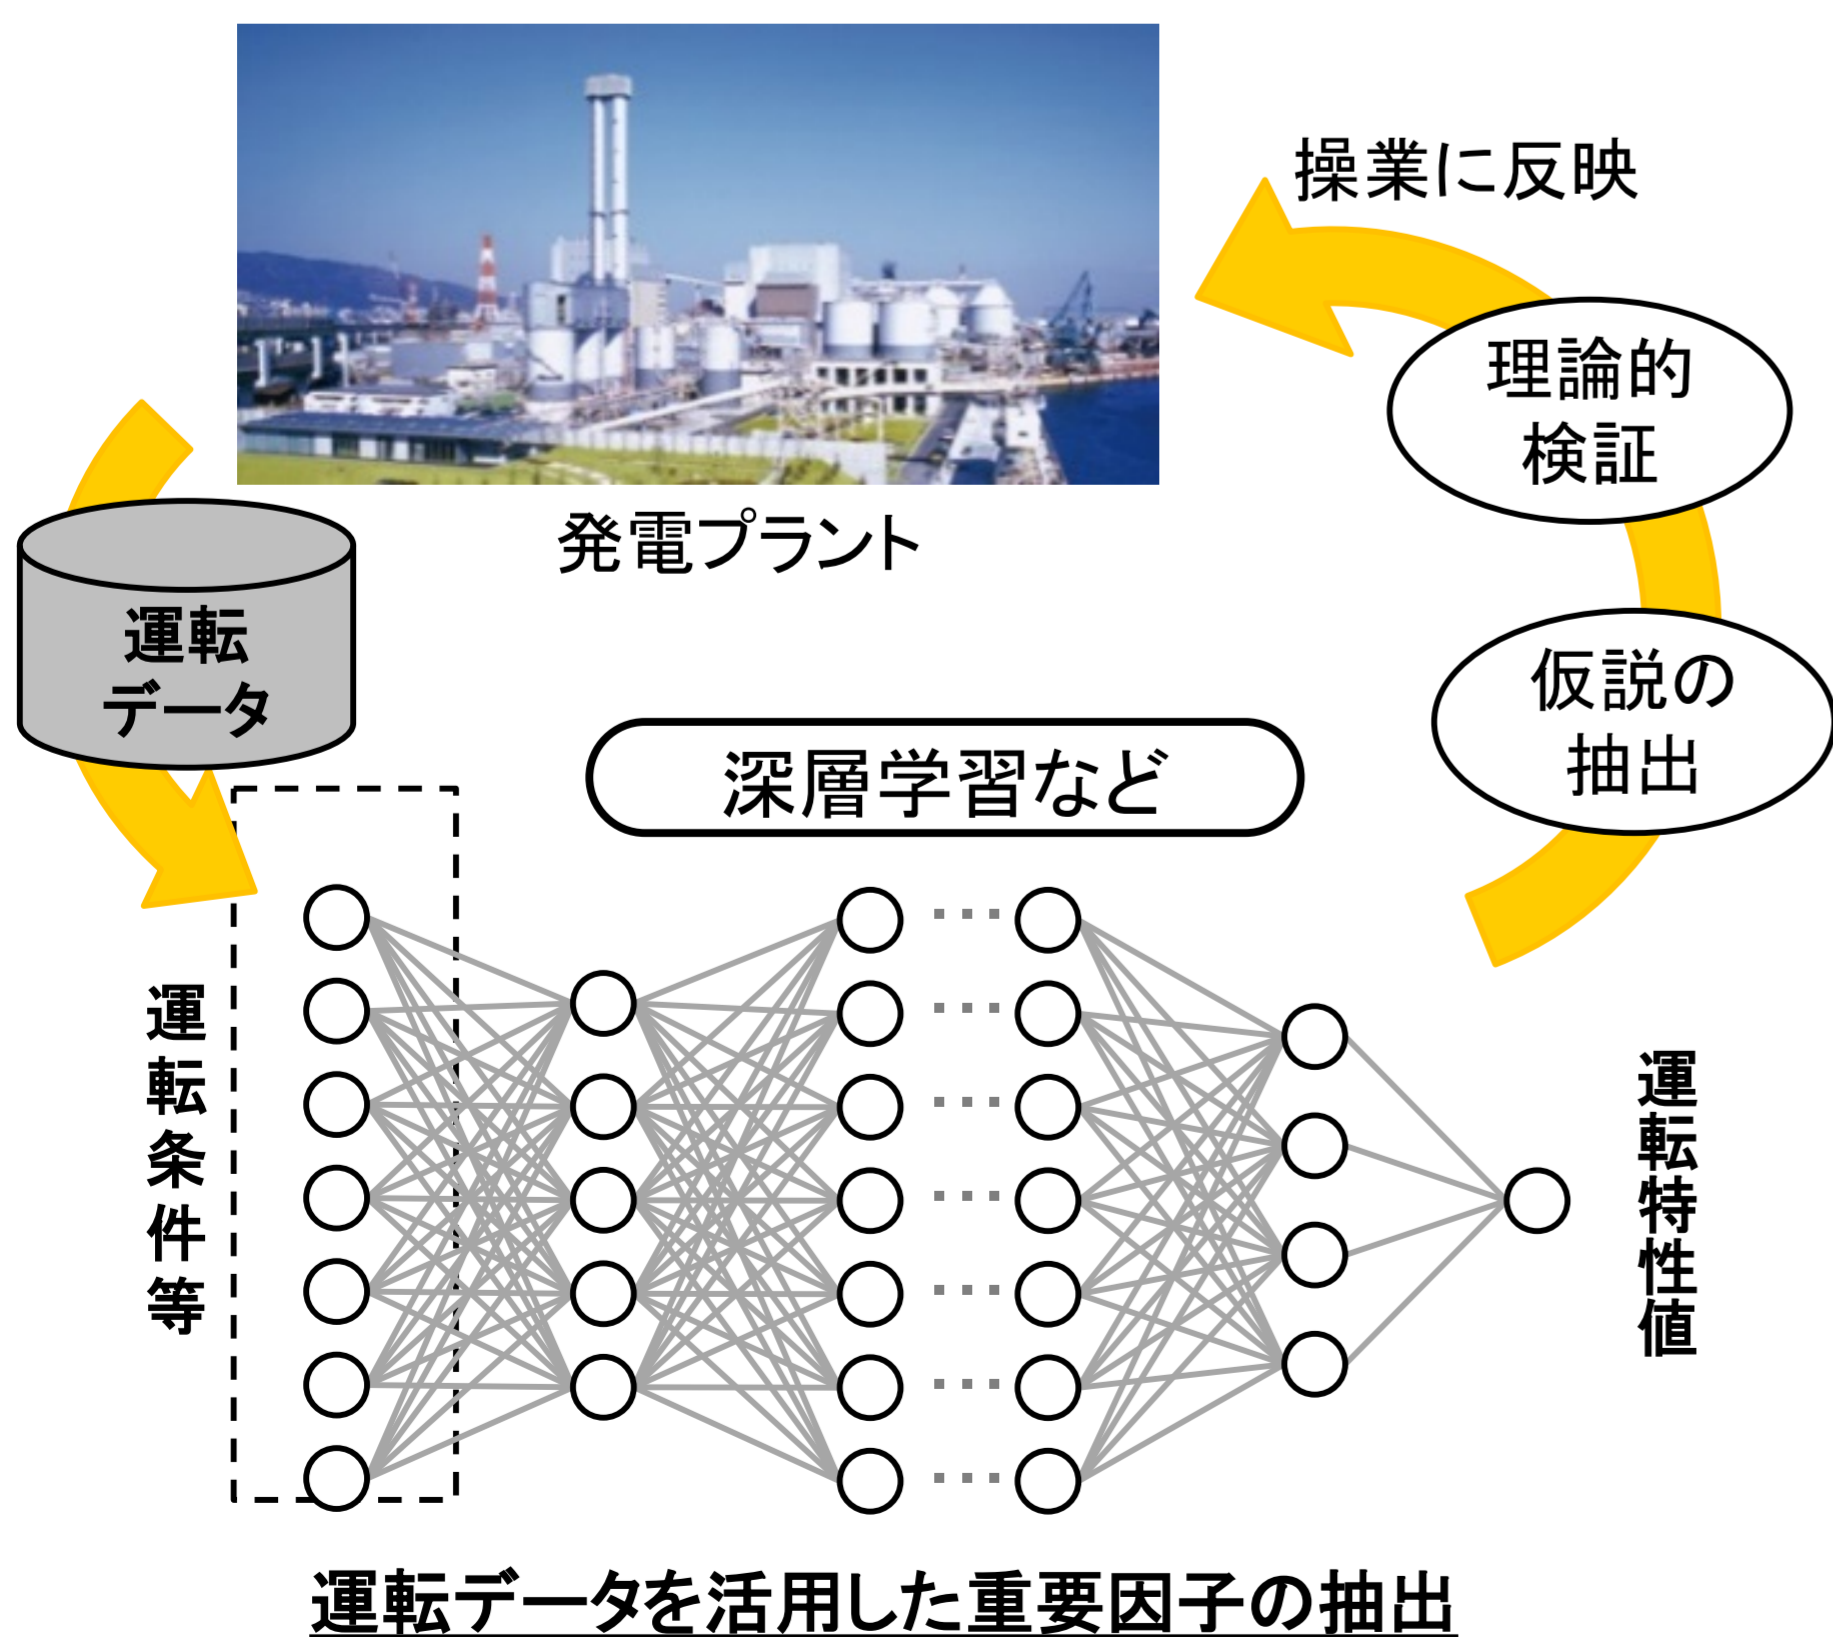 操業に反映
理論的
検証
発電プラント
運転
データ
仮説の
抽出
深層学習など
運転条件等
運転特性値
運転データを活用した重要因子の抽出